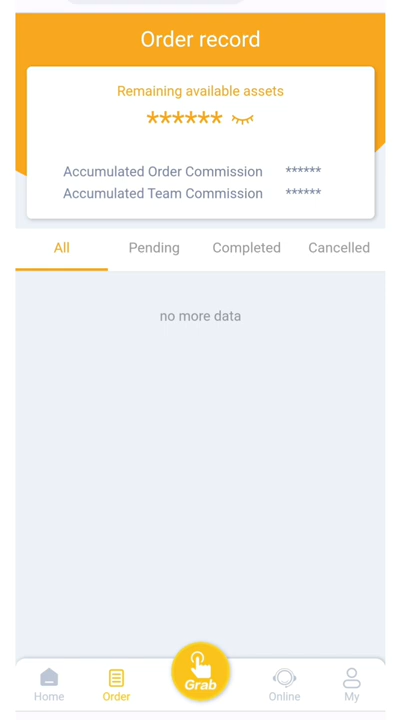 Order record
Remaining available assets
******
Accumulated Order Commission ******
Accumulated Team Commission ******
All Pending Completed Cancelled
no more data
Grab
Home Order Online My